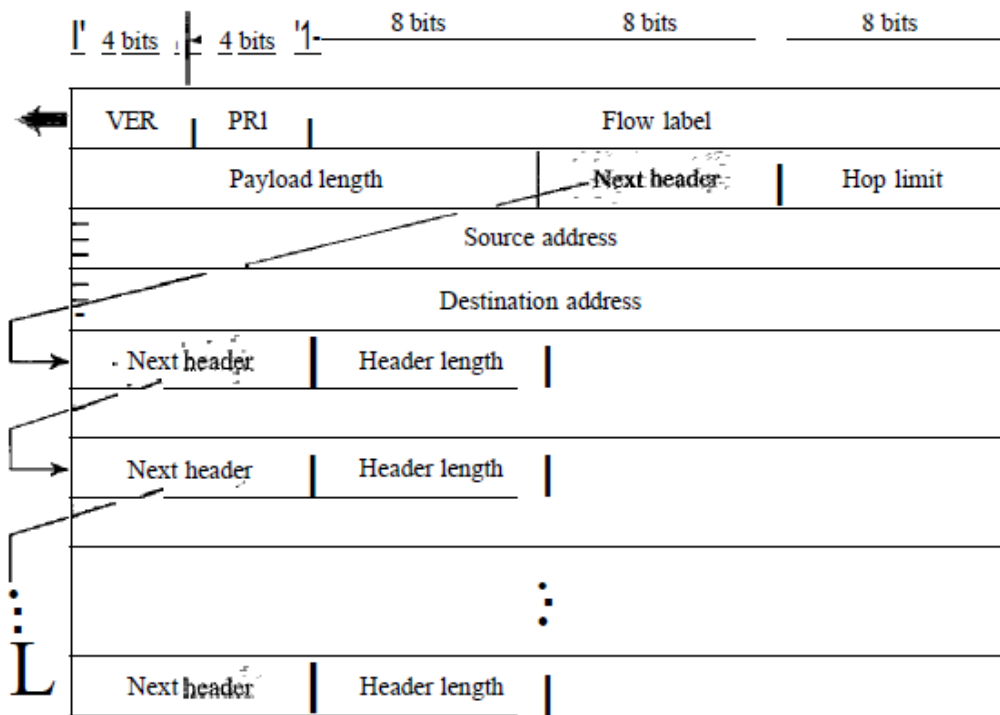 4 bits 4 bits 8 bits 8 bits 8 bits
VER PR1 Flow label
Payload length Next header Hop limit
Source address
Destination address
Next header Header length
Next header Header length
Next header Header length